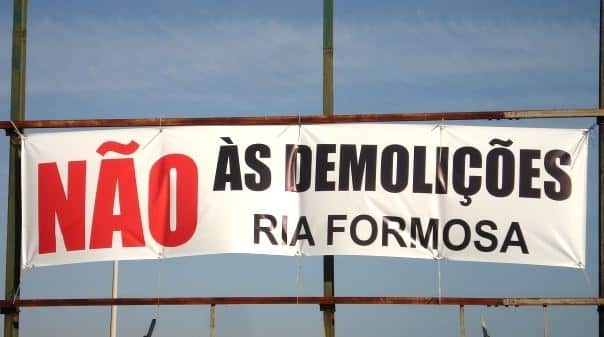 NÃO ÀS DEMOLIÇÕES
RIA FORMOSA